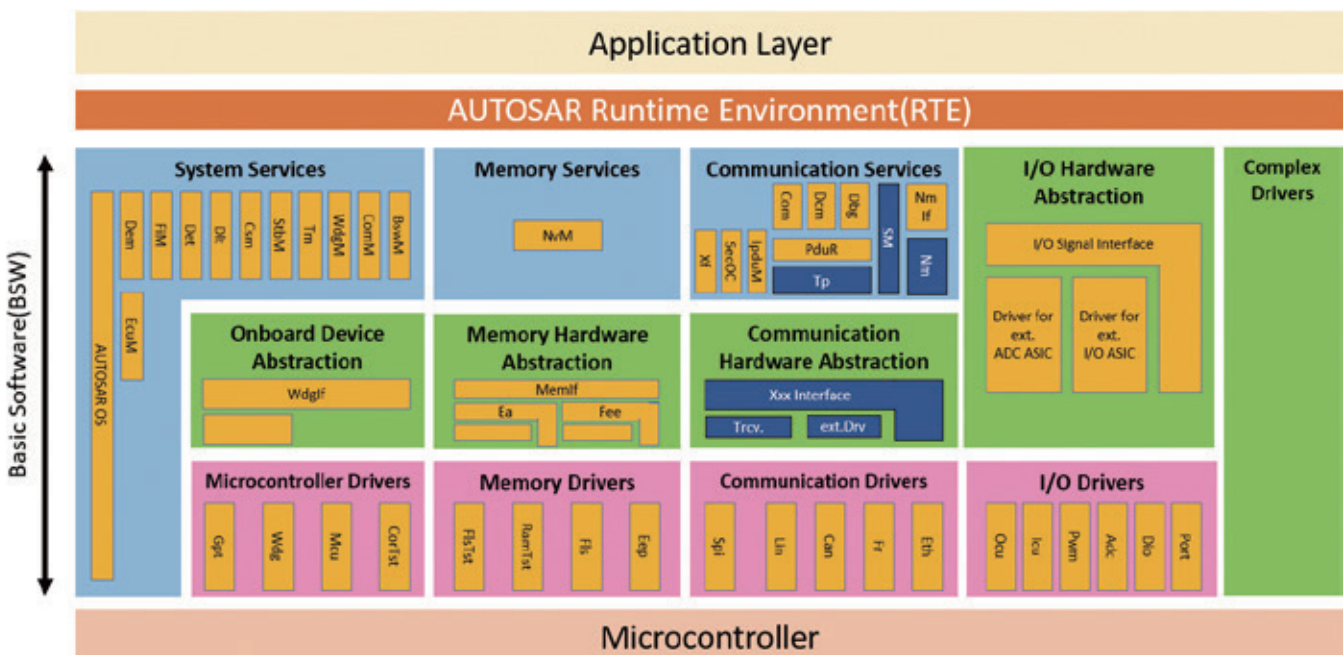 Application Layer
AUTOSAR Runtime Environment(RTE)
Basic Software(BSW)
System Services
AUTOSAR OS
Dem
FiM
Det
Dlt
Csm
StbM
Tm
WdgM
ComM
BswM
EcuM
Memory Services
NvM
Communication Services
Xf
SecOC
IpduM
Com
Dcm
Dbg
PduR
Tp
SM
Nm
If
Nm
I/O Hardware
Abstraction
I/O Signal Interface
Driver for
ext.
ADC ASIC
Driver for
ext.
I/O ASIC
Complex
Drivers
Onboard Device
Abstraction
WdgIf
Memory Hardware
Abstraction
MemIf
Ea
Fee
Communication
Hardware Abstraction
Xxx Interface
Trcv.
ext.Drv
Microcontroller Drivers
Gpt
Wdg
Mcu
CorTst
Memory Drivers
FlsTst
RamTst
Fls
Eep
Communication Drivers
Spi
Lin
Can
Fr
Eth
I/O Drivers
Ocu
Icu
Pwm
Adc
Dio
Port
Microcontroller